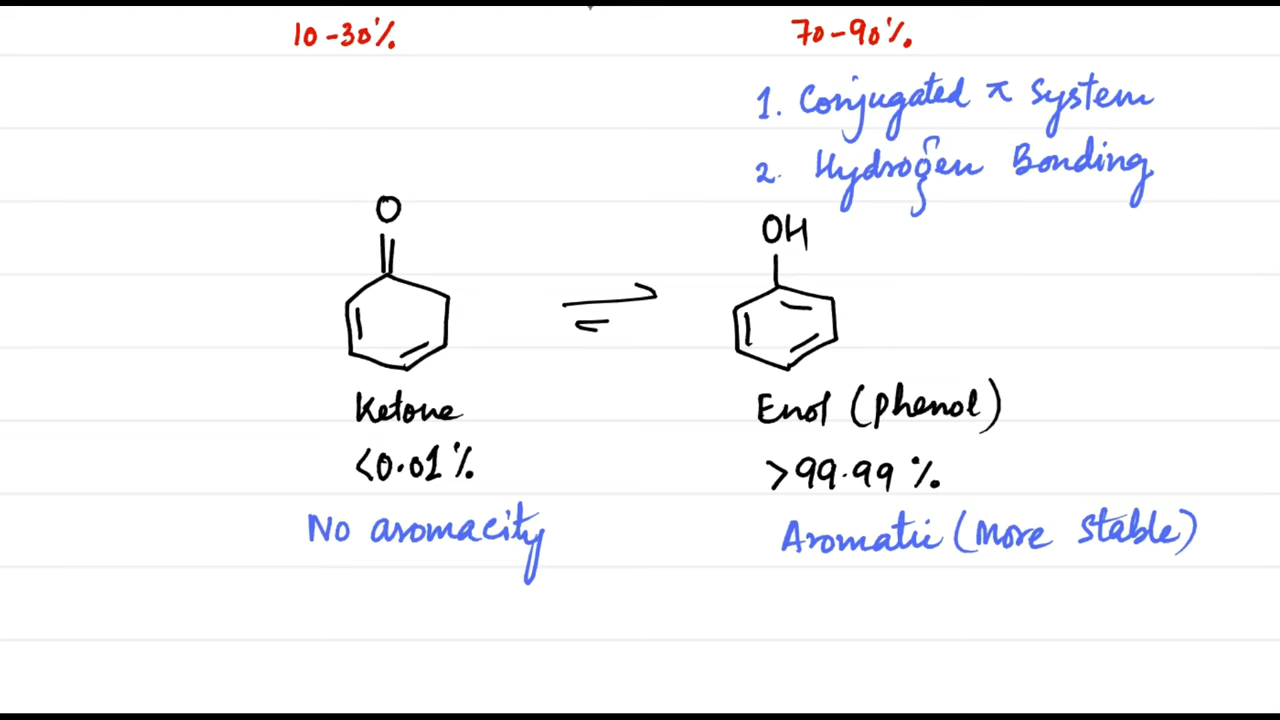 10-30% 70-90%
1. Conjugated π System
2. Hydrogen Bonding
O
OH
Ketone Enol (phenol)
<0.01% >99.99 %
No aromacity Aromatic (More stable)